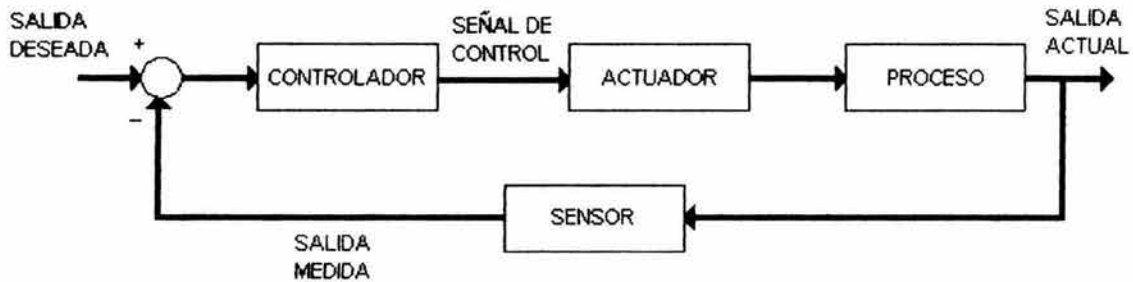 SALIDA
DESEADA
+
−
CONTROLADOR
SEÑAL DE
CONTROL
ACTUADOR
PROCESO
SALIDA
ACTUAL
SENSOR
SALIDA
MEDIDA